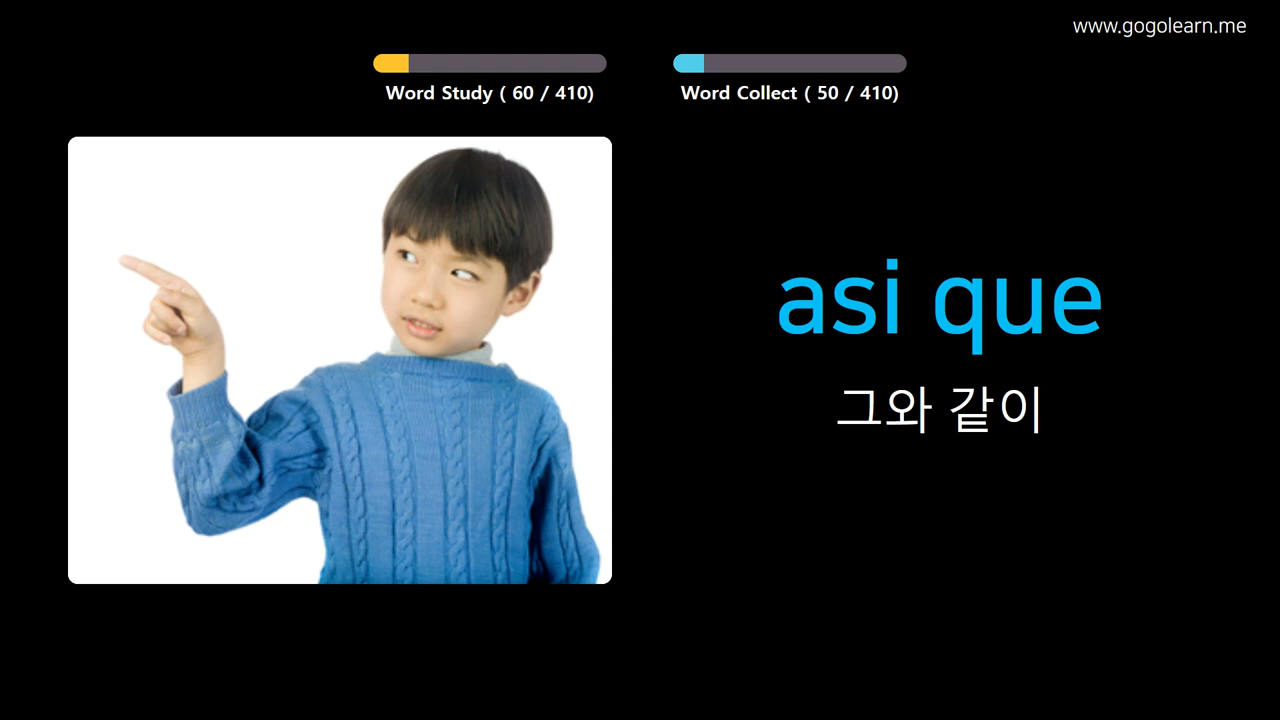 www.gogolearn.me
Word Study ( 60 / 410)
Word Collect ( 50 / 410)
asi que
그와 같이